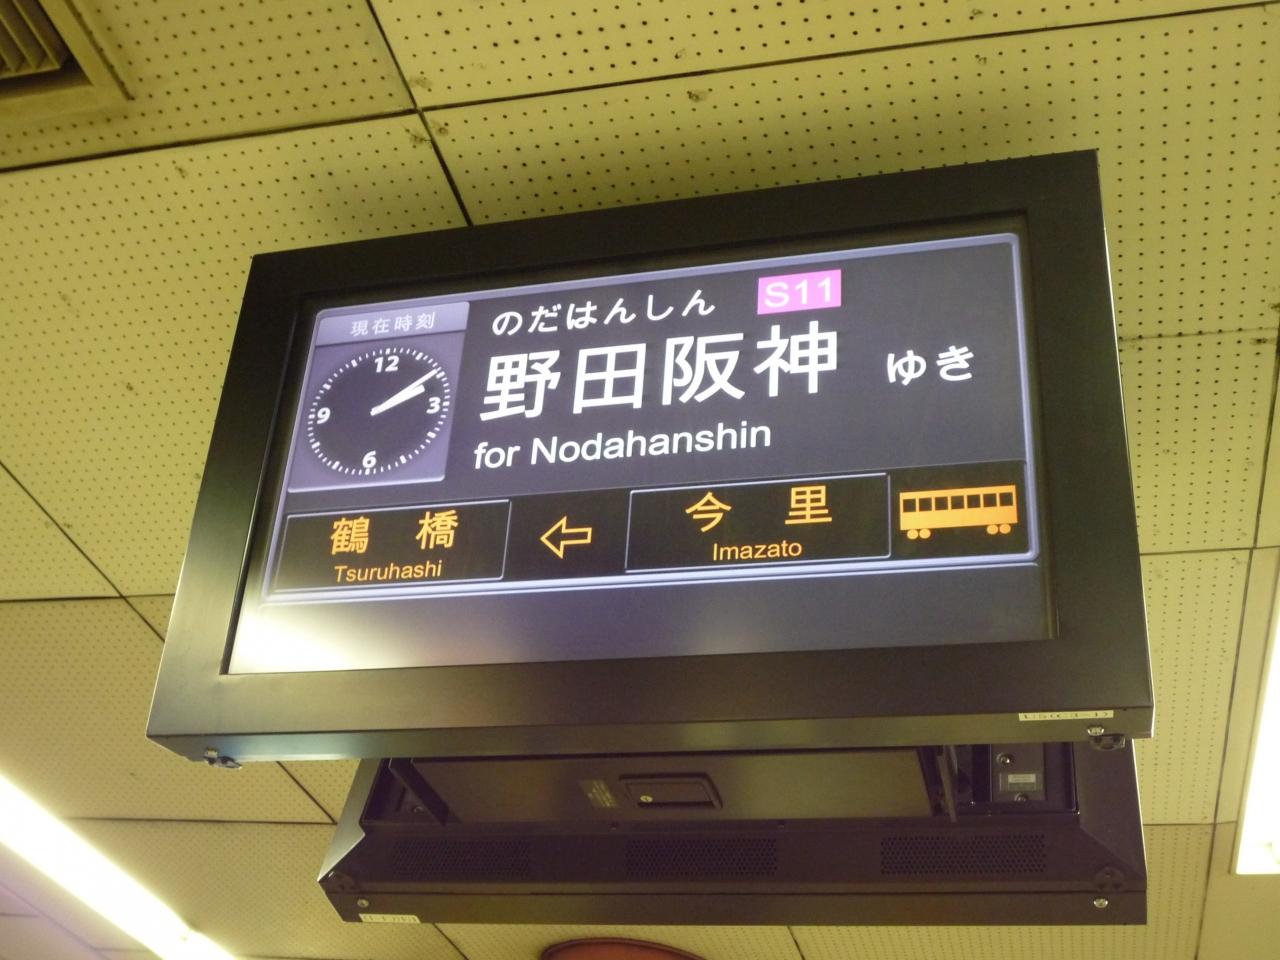 のだはんしん S11
現在時刻
野田阪神 ゆき
12
3
9
6
for Nodahanshin
鶴橋 ⇦ 今里
Tsuruhashi Imazato